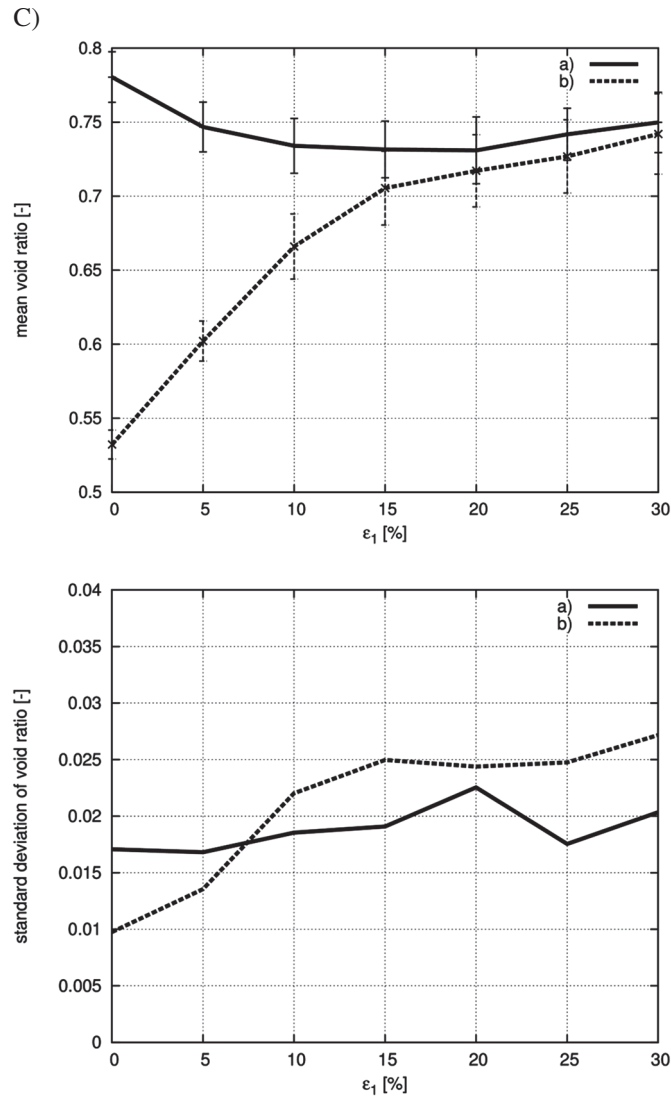 C)
0.8
a)
b)
0.75
0.7
0.65
0.6
0.55
0.5
mean void ratio [-]
0 5 10 15 20 25 30
ε1 [%]
0.04
a)
b)
0.035
0.03
0.025
0.02
0.015
0.01
0.005
0
standard deviation of void ratio [-]
0 5 10 15 20 25 30
ε1 [%]